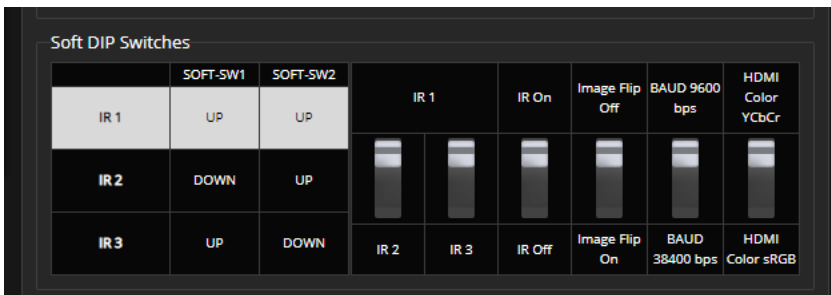 Soft DIP Switches
SOFT-SW1 SOFT-SW2
IR 1 UP UP
IR 2 DOWN UP
IR 3 UP DOWN
IR 1
IR On
Image Flip
Off
BAUD 9600
bps
HDMI
Color
YCbCr
IR 2
IR 3
IR Off
Image Flip
On
BAUD
38400 bps
HDMI
Color sRGB